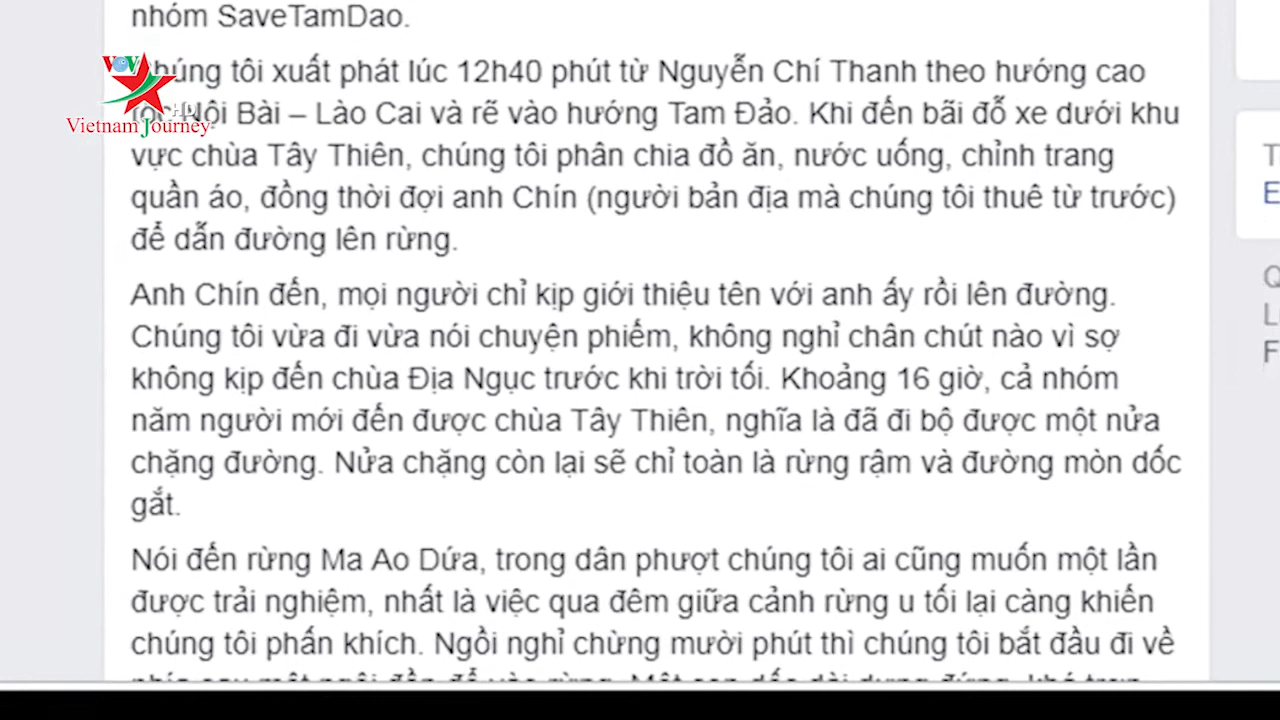 nhóm SaveTamDao.
VOV
HD
Vietnam Journey
húng tôi xuất phát lúc 12h40 phút từ Nguyễn Chí Thanh theo hướng cao
Nội Bài – Lào Cai và rẽ vào hướng Tam Đảo. Khi đến bãi đỗ xe dưới khu
vực chùa Tây Thiên, chúng tôi phân chia đồ ăn, nước uống, chỉnh trang
quần áo, đồng thời đợi anh Chín (người bản địa mà chúng tôi thuê từ trước)
để dẫn đường lên rừng.
Anh Chín đến, mọi người chỉ kịp giới thiệu tên với anh ấy rồi lên đường.
Chúng tôi vừa đi vừa nói chuyện phiếm, không nghỉ chân chút nào vì sợ
không kịp đến chùa Địa Ngục trước khi trời tối. Khoảng 16 giờ, cả nhóm
năm người mới đến được chùa Tây Thiên, nghĩa là đã đi bộ được một nửa
chặng đường. Nửa chặng còn lại sẽ chỉ toàn là rừng rậm và đường mòn dốc
gắt.
Nói đến rừng Ma Ao Dứa, trong dân phượt chúng tôi ai cũng muốn một lần
được trải nghiệm, nhất là việc qua đêm giữa cảnh rừng u tối lại càng khiến
chúng tôi phấn khích. Ngồi nghỉ chừng mười phút thì chúng tôi bắt đầu đi về
T
E
Q
L
F